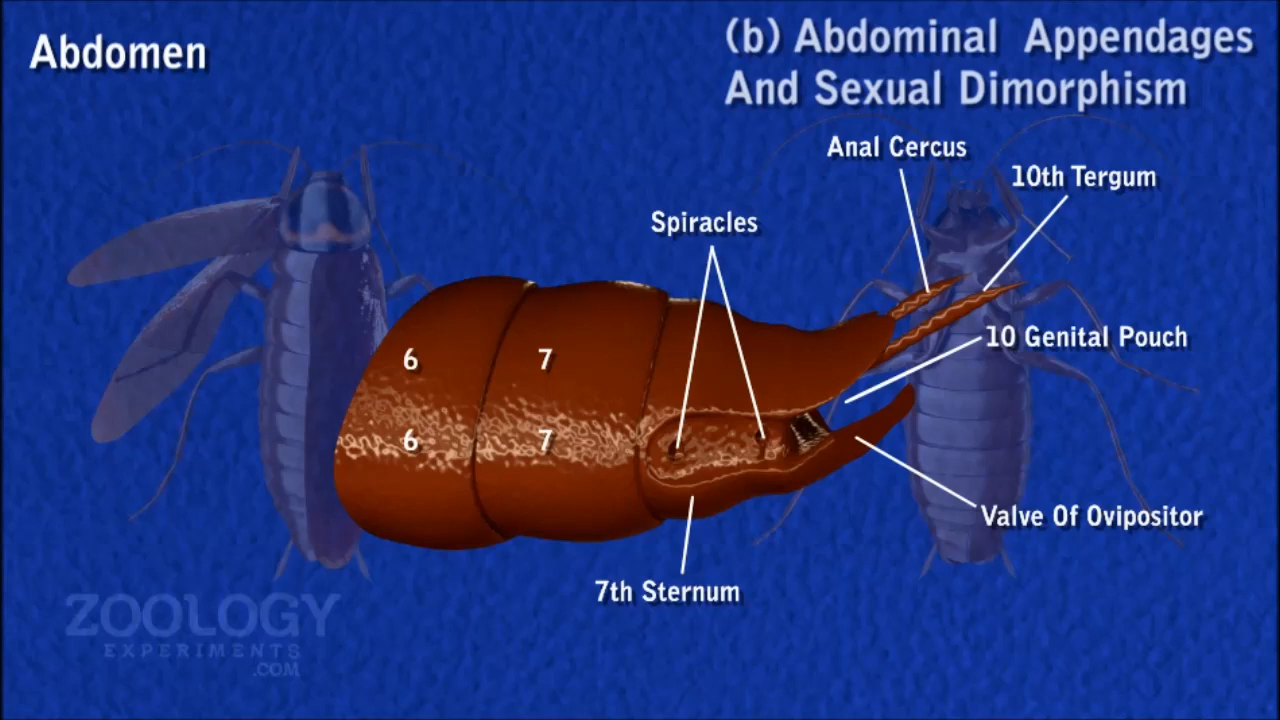 Abdomen
(b) Abdominal Appendages
And Sexual Dimorphism
Anal Cercus
10th Tergum
Spiracles
10 Genital Pouch
6
7
6
7
Valve Of Ovipositor
7th Sternum
ZOOLOGY
EXPERIMENTS
.COM